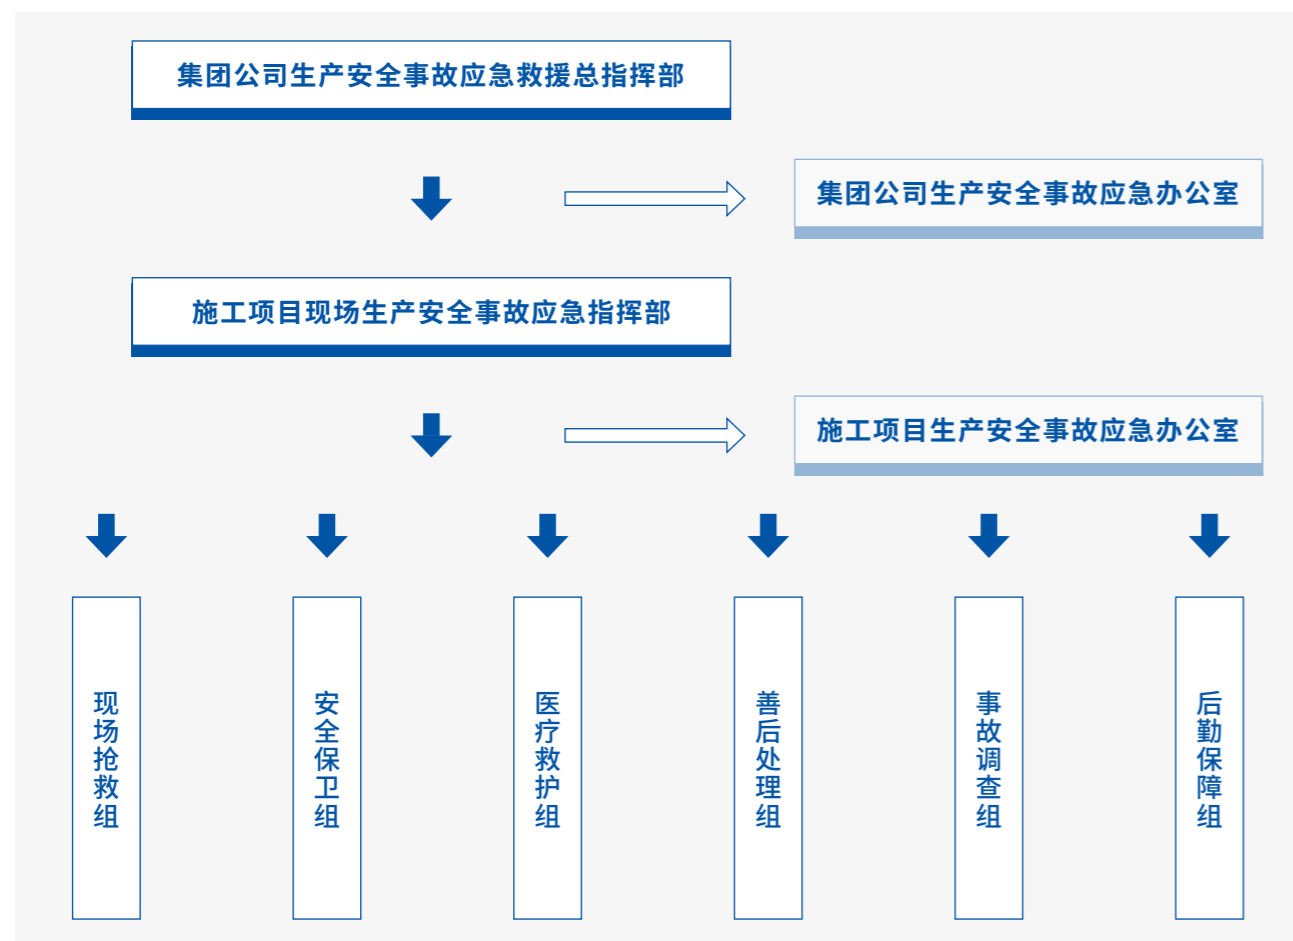 集团公司生产安全事故应急救援总指挥部
集团公司生产安全事故应急办公室
施工项目现场生产安全事故应急指挥部
施工项目生产安全事故应急办公室
现场抢救组
安全保卫组
医疗救护组
善后处理组
事故调查组
后勤保障组